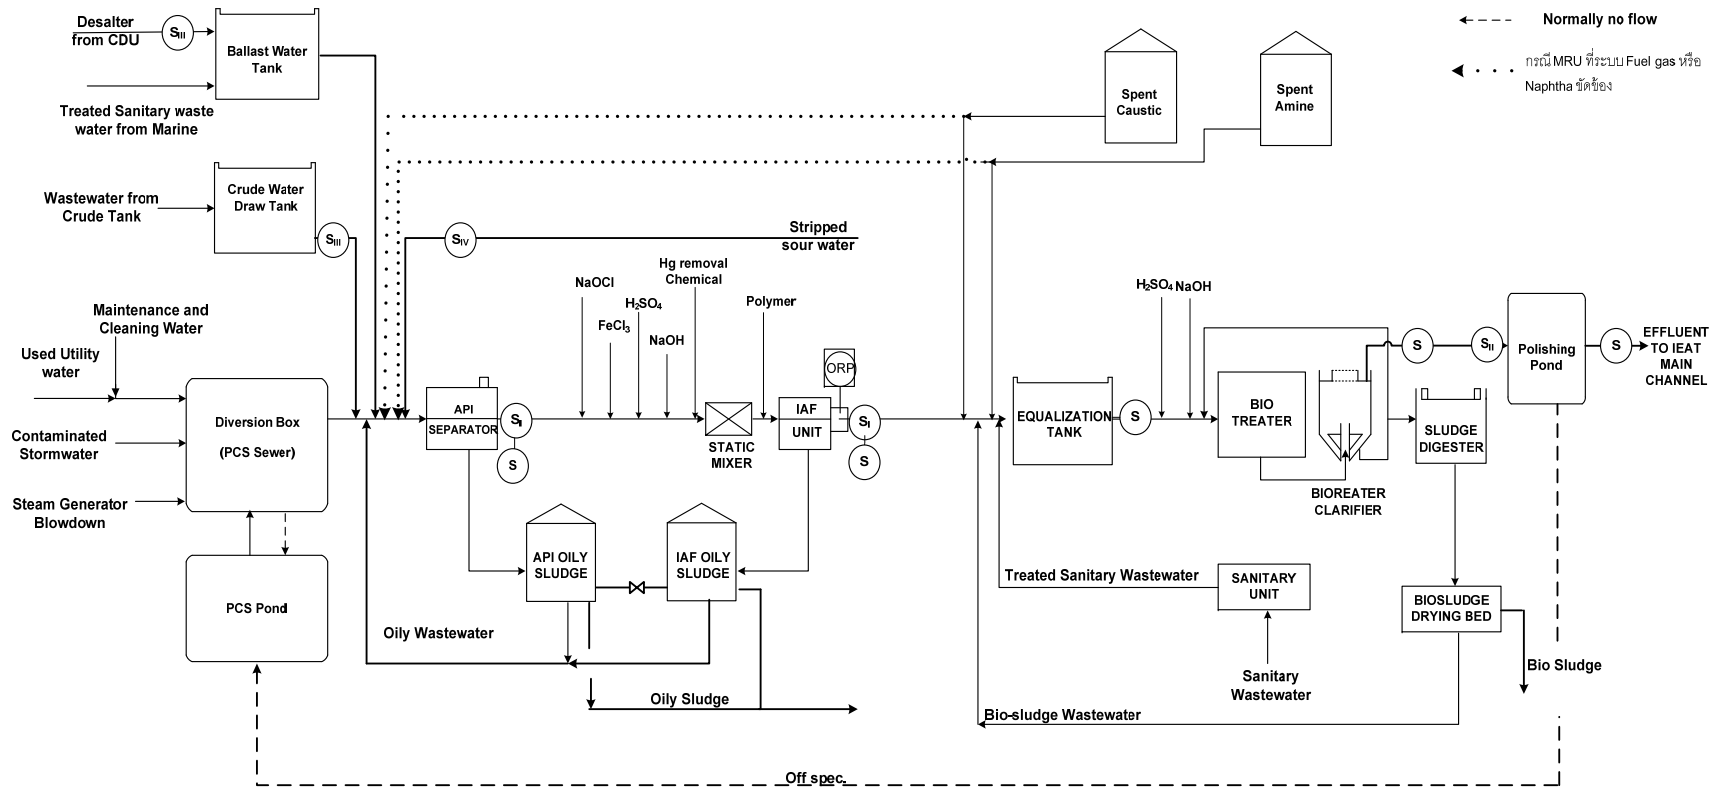 Desalter
from CDU
S_III
Ballast Water
Tank
Treated Sanitary waste
water from Marine
Spent
Caustic
Spent
Amine
Normally no flow
กรณี MRU ที่ระบบ Fuel gas หรือ
Naphtha ขัดข้อง
Wastewater from
Crude Tank
Crude Water
Draw Tank
S_III
S_IV
Stripped
sour water
Maintenance and
Cleaning Water
Used Utility
water
Contaminated
Stormwater
Steam Generator
Blowdown
Diversion Box
(PCS Sewer)
PCS Pond
API
SEPARATOR
S_II
S
NaOCl
FeCl₃
H₂SO₄
NaOH
Hg removal
Chemical
Polymer
STATIC
MIXER
ORP
IAF
UNIT
S_I
S
EQUALIZATION
TANK
S
H₂SO₄
NaOH
BIO
TREATER
BIOREATER
CLARIFIER
S
S_II
Polishing
Pond
S
EFFLUENT
TO IEAT
MAIN
CHANNEL
SLUDGE
DIGESTER
API OILY
SLUDGE
IAF OILY
SLUDGE
Oily Wastewater
Oily Sludge
Treated Sanitary Wastewater
SANITARY
UNIT
Sanitary
Wastewater
BIOSLUDGE
DRYING BED
Bio Sludge
Bio-sludge Wastewater
Off spec.